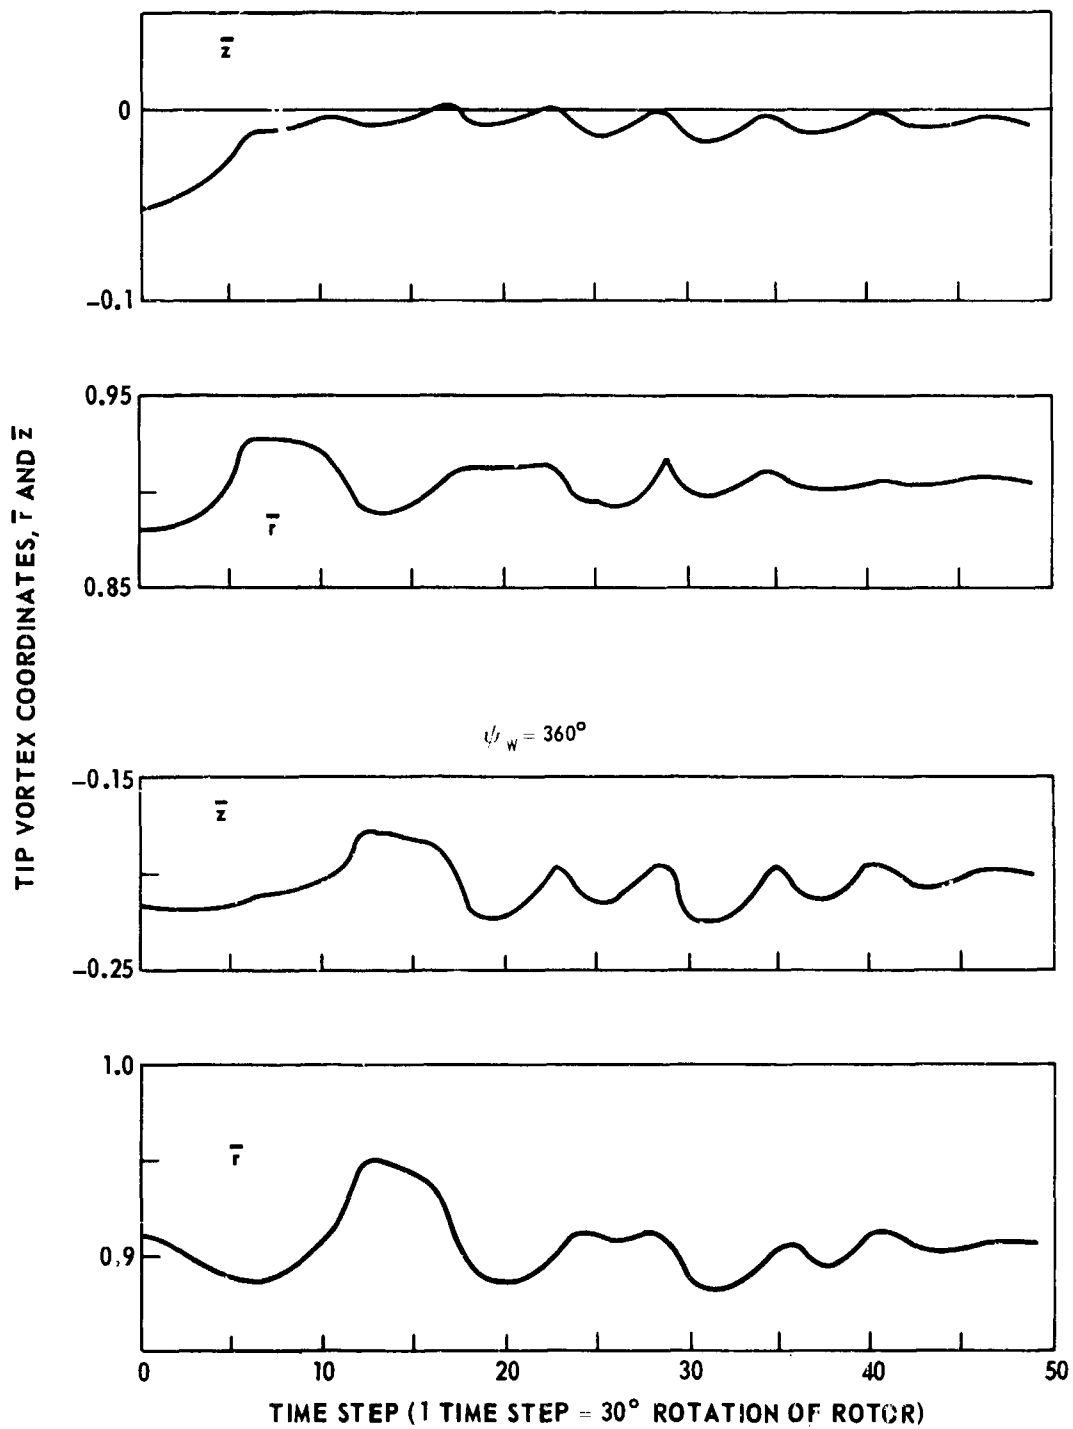 z̄
0
−0.1
TIP VORTEX COORDINATES, r̄ AND z̄
0.95
r̄
0.85
ψ_W = 360°
−0.15
z̄
−0.25
1.0
r̄
0,9
0 10 20 30 40 50
TIME STEP (1 TIME STEP = 30° ROTATION OF ROTOR)